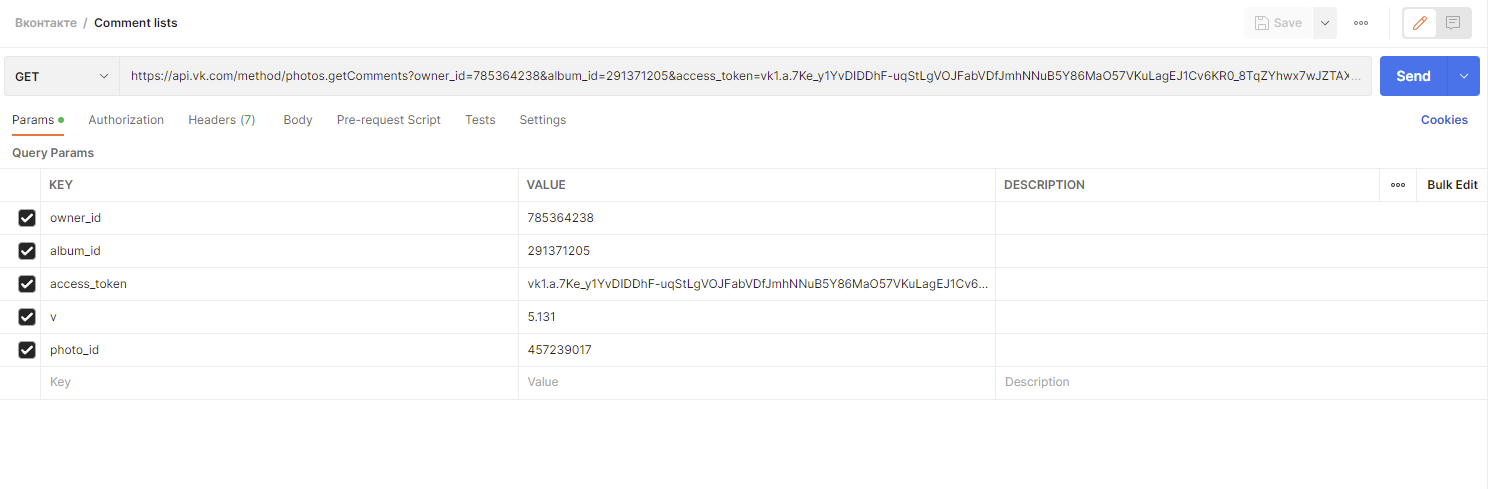 Вконтакте / Comment lists
Save
GET
https://api.vk.com/method/photos.getComments?owner_id=785364238&album_id=291371205&access_token=vk1.a.7Ke_y1YvDIDDhF-uqStLgVOJFabVDfJmhNNuB5Y86MaO57VKuLagEJ1Cv6KR0_8TqZYhwx7wJZTAX...
Send
Params Authorization Headers (7) Body Pre-request Script Tests Settings Cookies
Query Params
KEY VALUE DESCRIPTION Bulk Edit
owner_id 785364238
album_id 291371205
access_token vk1.a.7Ke_y1YvDIDDhF-uqStLgVOJFabVDfJmhNNuB5Y86MaO57VKuLagEJ1Cv6...
v 5.131
photo_id 457239017
Key Value Description